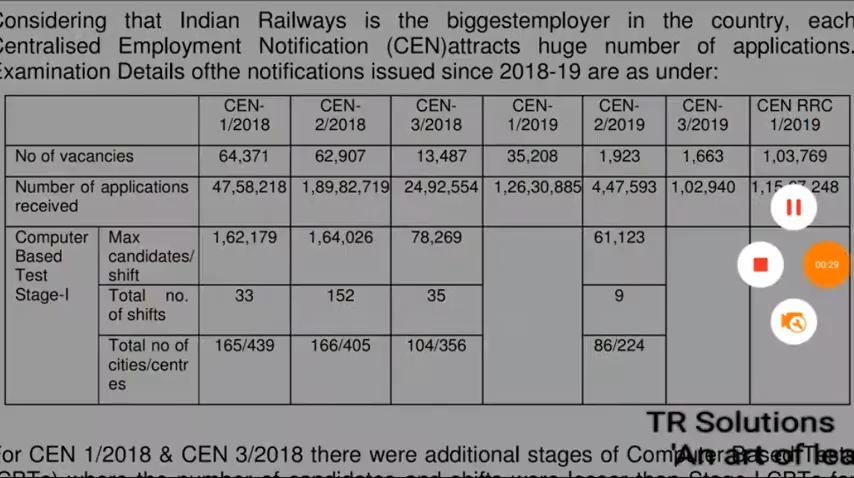 Considering that Indian Railways is the biggestemployer in the country, each
Centralised Employment Notification (CEN)attracts huge number of applications.
Examination Details ofthe notifications issued since 2018-19 are as under:
CEN-1/2018 CEN-2/2018 CEN-3/2018 CEN-1/2019 CEN-2/2019 CEN-3/2019 CEN RRC 1/2019
No of vacancies 64,371 62,907 13,487 35,208 1,923 1,663 1,03,769
Number of applications received 47,58,218 1,89,82,719 24,92,554 1,26,30,885 4,47,593 1,02,940
Computer Based Test Stage-I
Max candidates/shift 1,62,179 1,64,026 78,269 61,123
Total no. of shifts 33 152 35 9
Total no of cities/centres 165/439 166/405 104/356 86/224
00:29
TR Solutions
'An art of lea
For CEN 1/2018 & CEN 3/2018 there were additional stages of Computer Based Tests